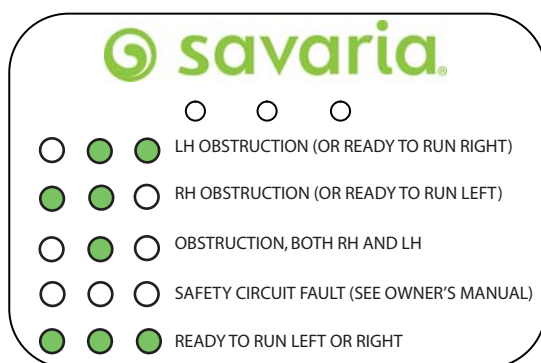 savaria®
LH OBSTRUCTION (OR READY TO RUN RIGHT)
RH OBSTRUCTION (OR READY TO RUN LEFT)
OBSTRUCTION, BOTH RH AND LH
SAFETY CIRCUIT FAULT (SEE OWNER'S MANUAL)
READY TO RUN LEFT OR RIGHT